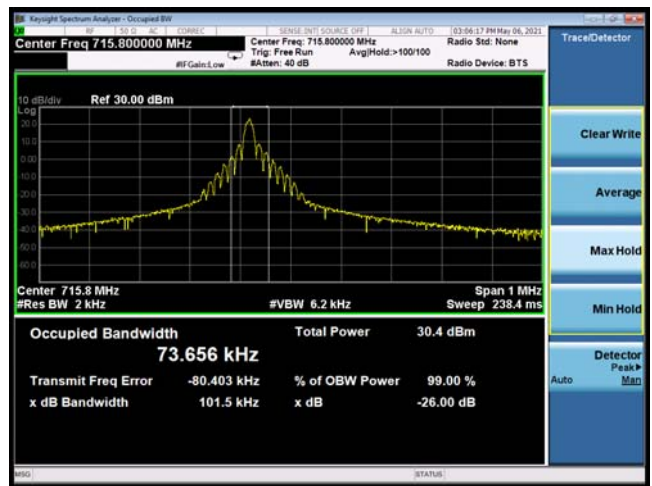 Keysight Spectrum Analyzer - Occupied BW
RF 50 Ω AC CORREC SENSE:INT SOURCE OFF ALIGN AUTO 03:06:17 PM May 06, 2021
Center Freq 715.800000 MHz
Center Freq: 715.800000 MHz Radio Std: None
Trig: Free Run Avg|Hold:>100/100
#IFGain:Low #Atten: 40 dB Radio Device: BTS
10 dB/div Ref 30.00 dBm
Log
20.0
10.0
0.00
-10.0
-20.0
-30.0
-40.0
-50.0
-60.0
Center 715.8 MHz Span 1 MHz
#Res BW 2 kHz #VBW 6.2 kHz Sweep 238.4 ms
Occupied Bandwidth Total Power 30.4 dBm
73.656 kHz
Transmit Freq Error -80.403 kHz % of OBW Power 99.00 %
x dB Bandwidth 101.5 kHz x dB -26.00 dB
MSG STATUS
Trace/Detector
Clear Write
Average
Max Hold
Min Hold
Detector
Peak▶
Auto Man